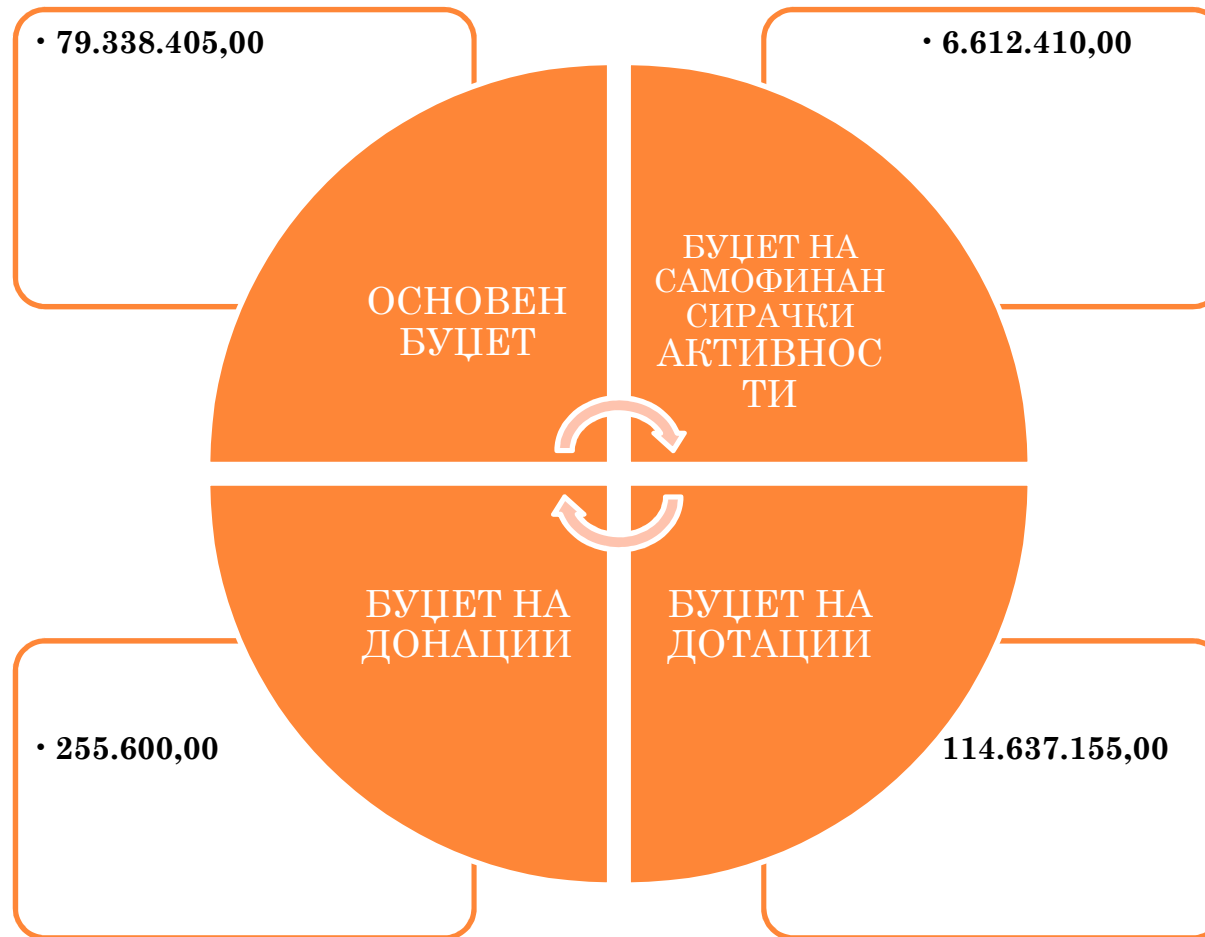 · 79.338.405,00
· 6.612.410,00
ОСНОВЕН
БУЏЕТ
БУЏЕТ НА
САМОФИНАН
СИРАЧКИ
АКТИВНОС
ТИ
БУЏЕТ НА
ДОНАЦИИ
БУЏЕТ НА
ДОТАЦИИ
· 255.600,00
114.637.155,00